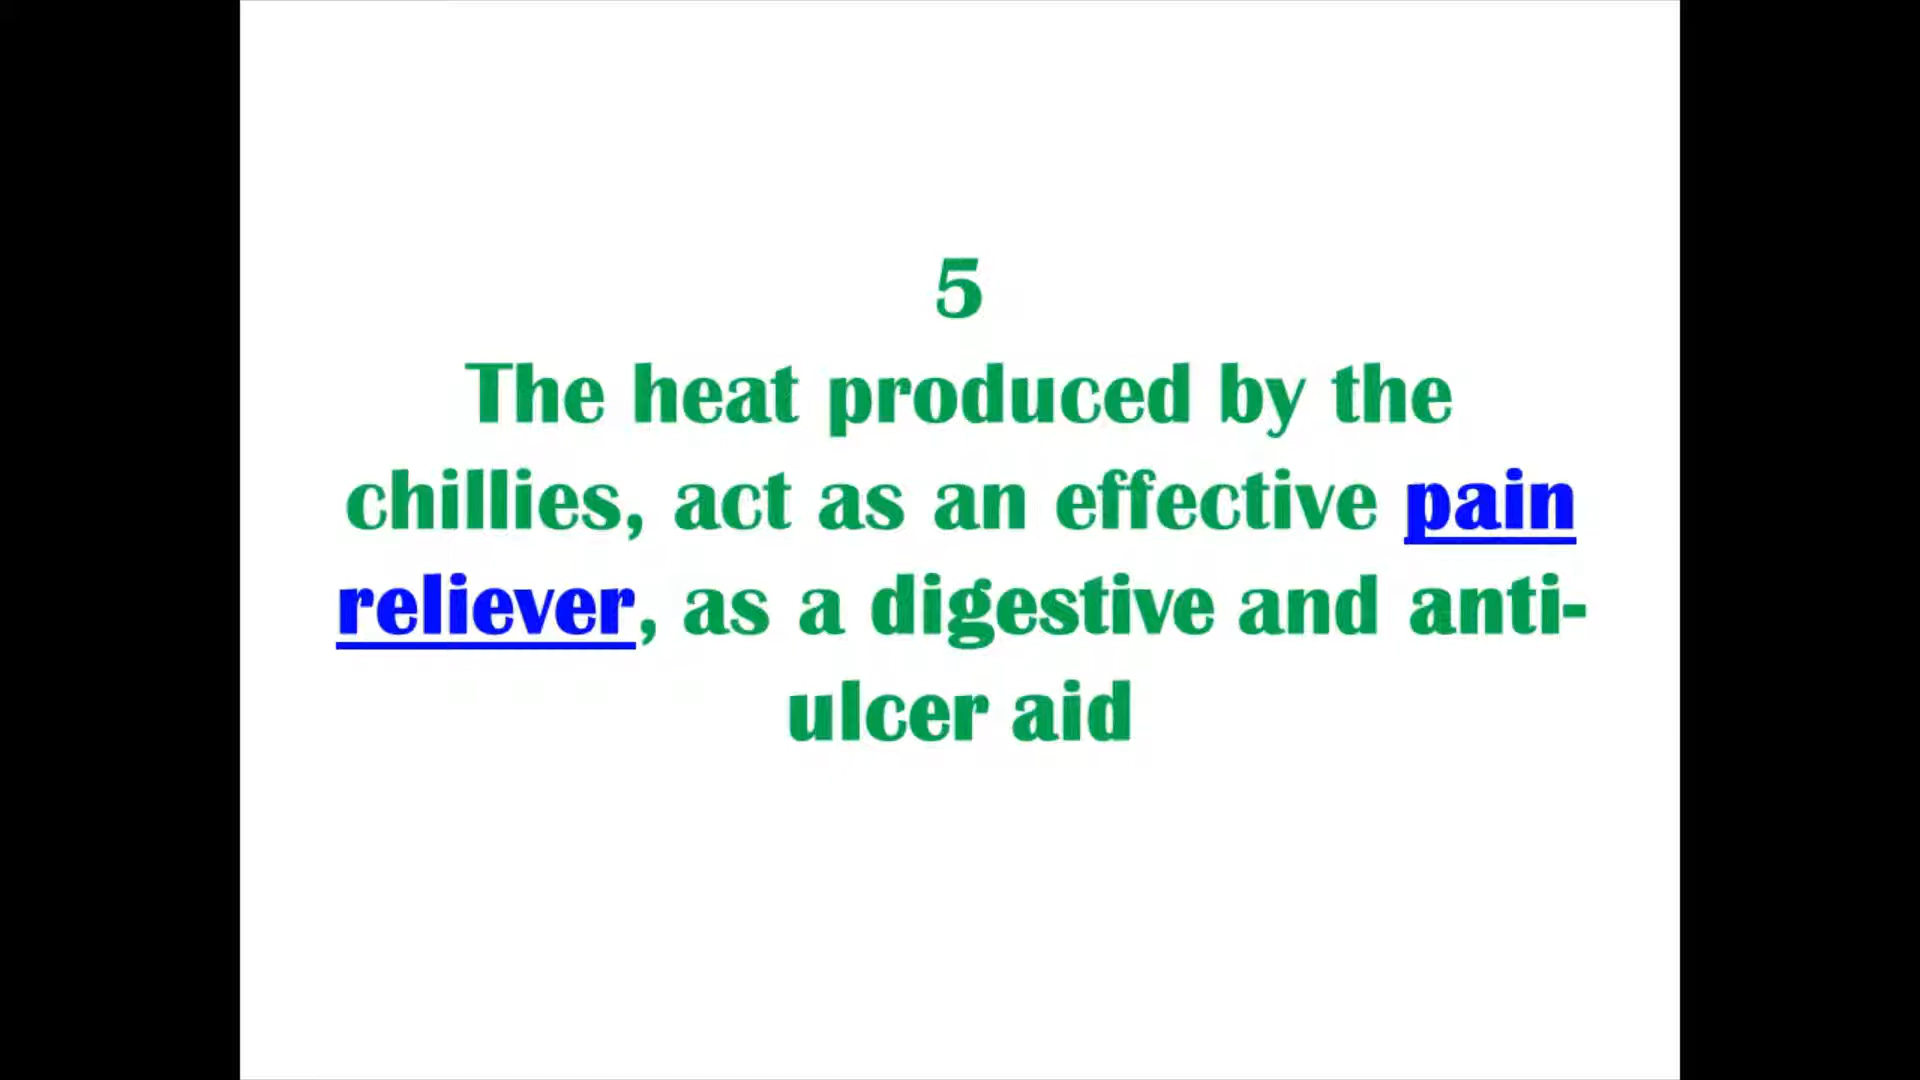 5
The heat produced by the
chillies, act as an effective pain
reliever, as a digestive and anti-
ulcer aid